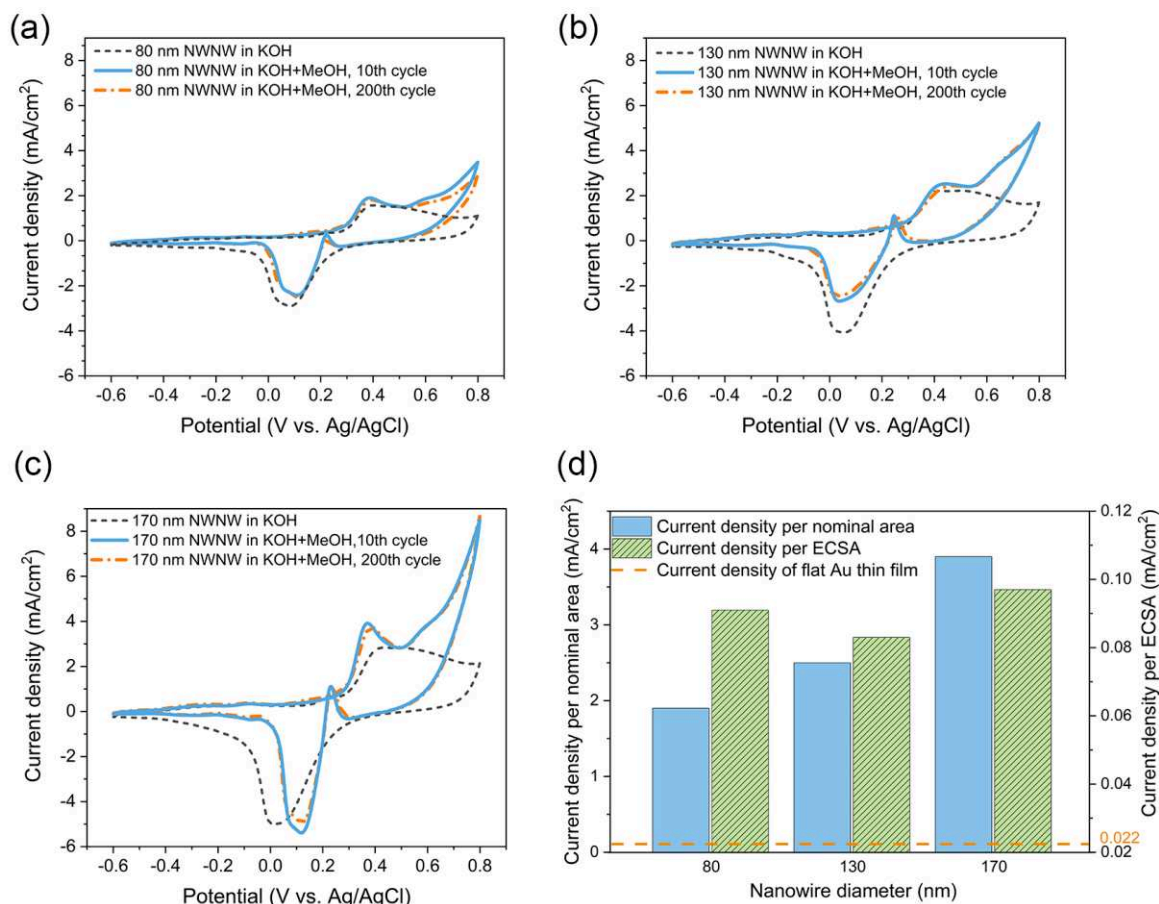 (a)
80 nm NWNW in KOH
80 nm NWNW in KOH+MeOH, 10th cycle
80 nm NWNW in KOH+MeOH, 200th cycle
Current density (mA/cm²)
8
6
4
2
0
-2
-4
-6
-0.6 -0.4 -0.2 0.0 0.2 0.4 0.6 0.8
Potential (V vs. Ag/AgCl)
(b)
130 nm NWNW in KOH
130 nm NWNW in KOH+MeOH, 10th cycle
130 nm NWNW in KOH+MeOH, 200th cycle
Current density (mA/cm²)
8
6
4
2
0
-2
-4
-6
-0.6 -0.4 -0.2 0.0 0.2 0.4 0.6 0.8
Potential (V vs. Ag/AgCl)
(c)
170 nm NWNW in KOH
170 nm NWNW in KOH+MeOH,10th cycle
170 nm NWNW in KOH+MeOH, 200th cycle
Current density (mA/cm²)
8
6
4
2
0
-2
-4
-6
-0.6 -0.4 -0.2 0.0 0.2 0.4 0.6 0.8
Potential (V vs. Ag/AgCl)
(d)
Current density per nominal area
Current density per ECSA
Current density of flat Au thin film
Current density per nominal area (mA/cm²)
4
3
2
1
0
Current density per ECSA (mA/cm²)
0.12
0.10
0.08
0.06
0.04
0.022
0.02
80 130 170
Nanowire diameter (nm)